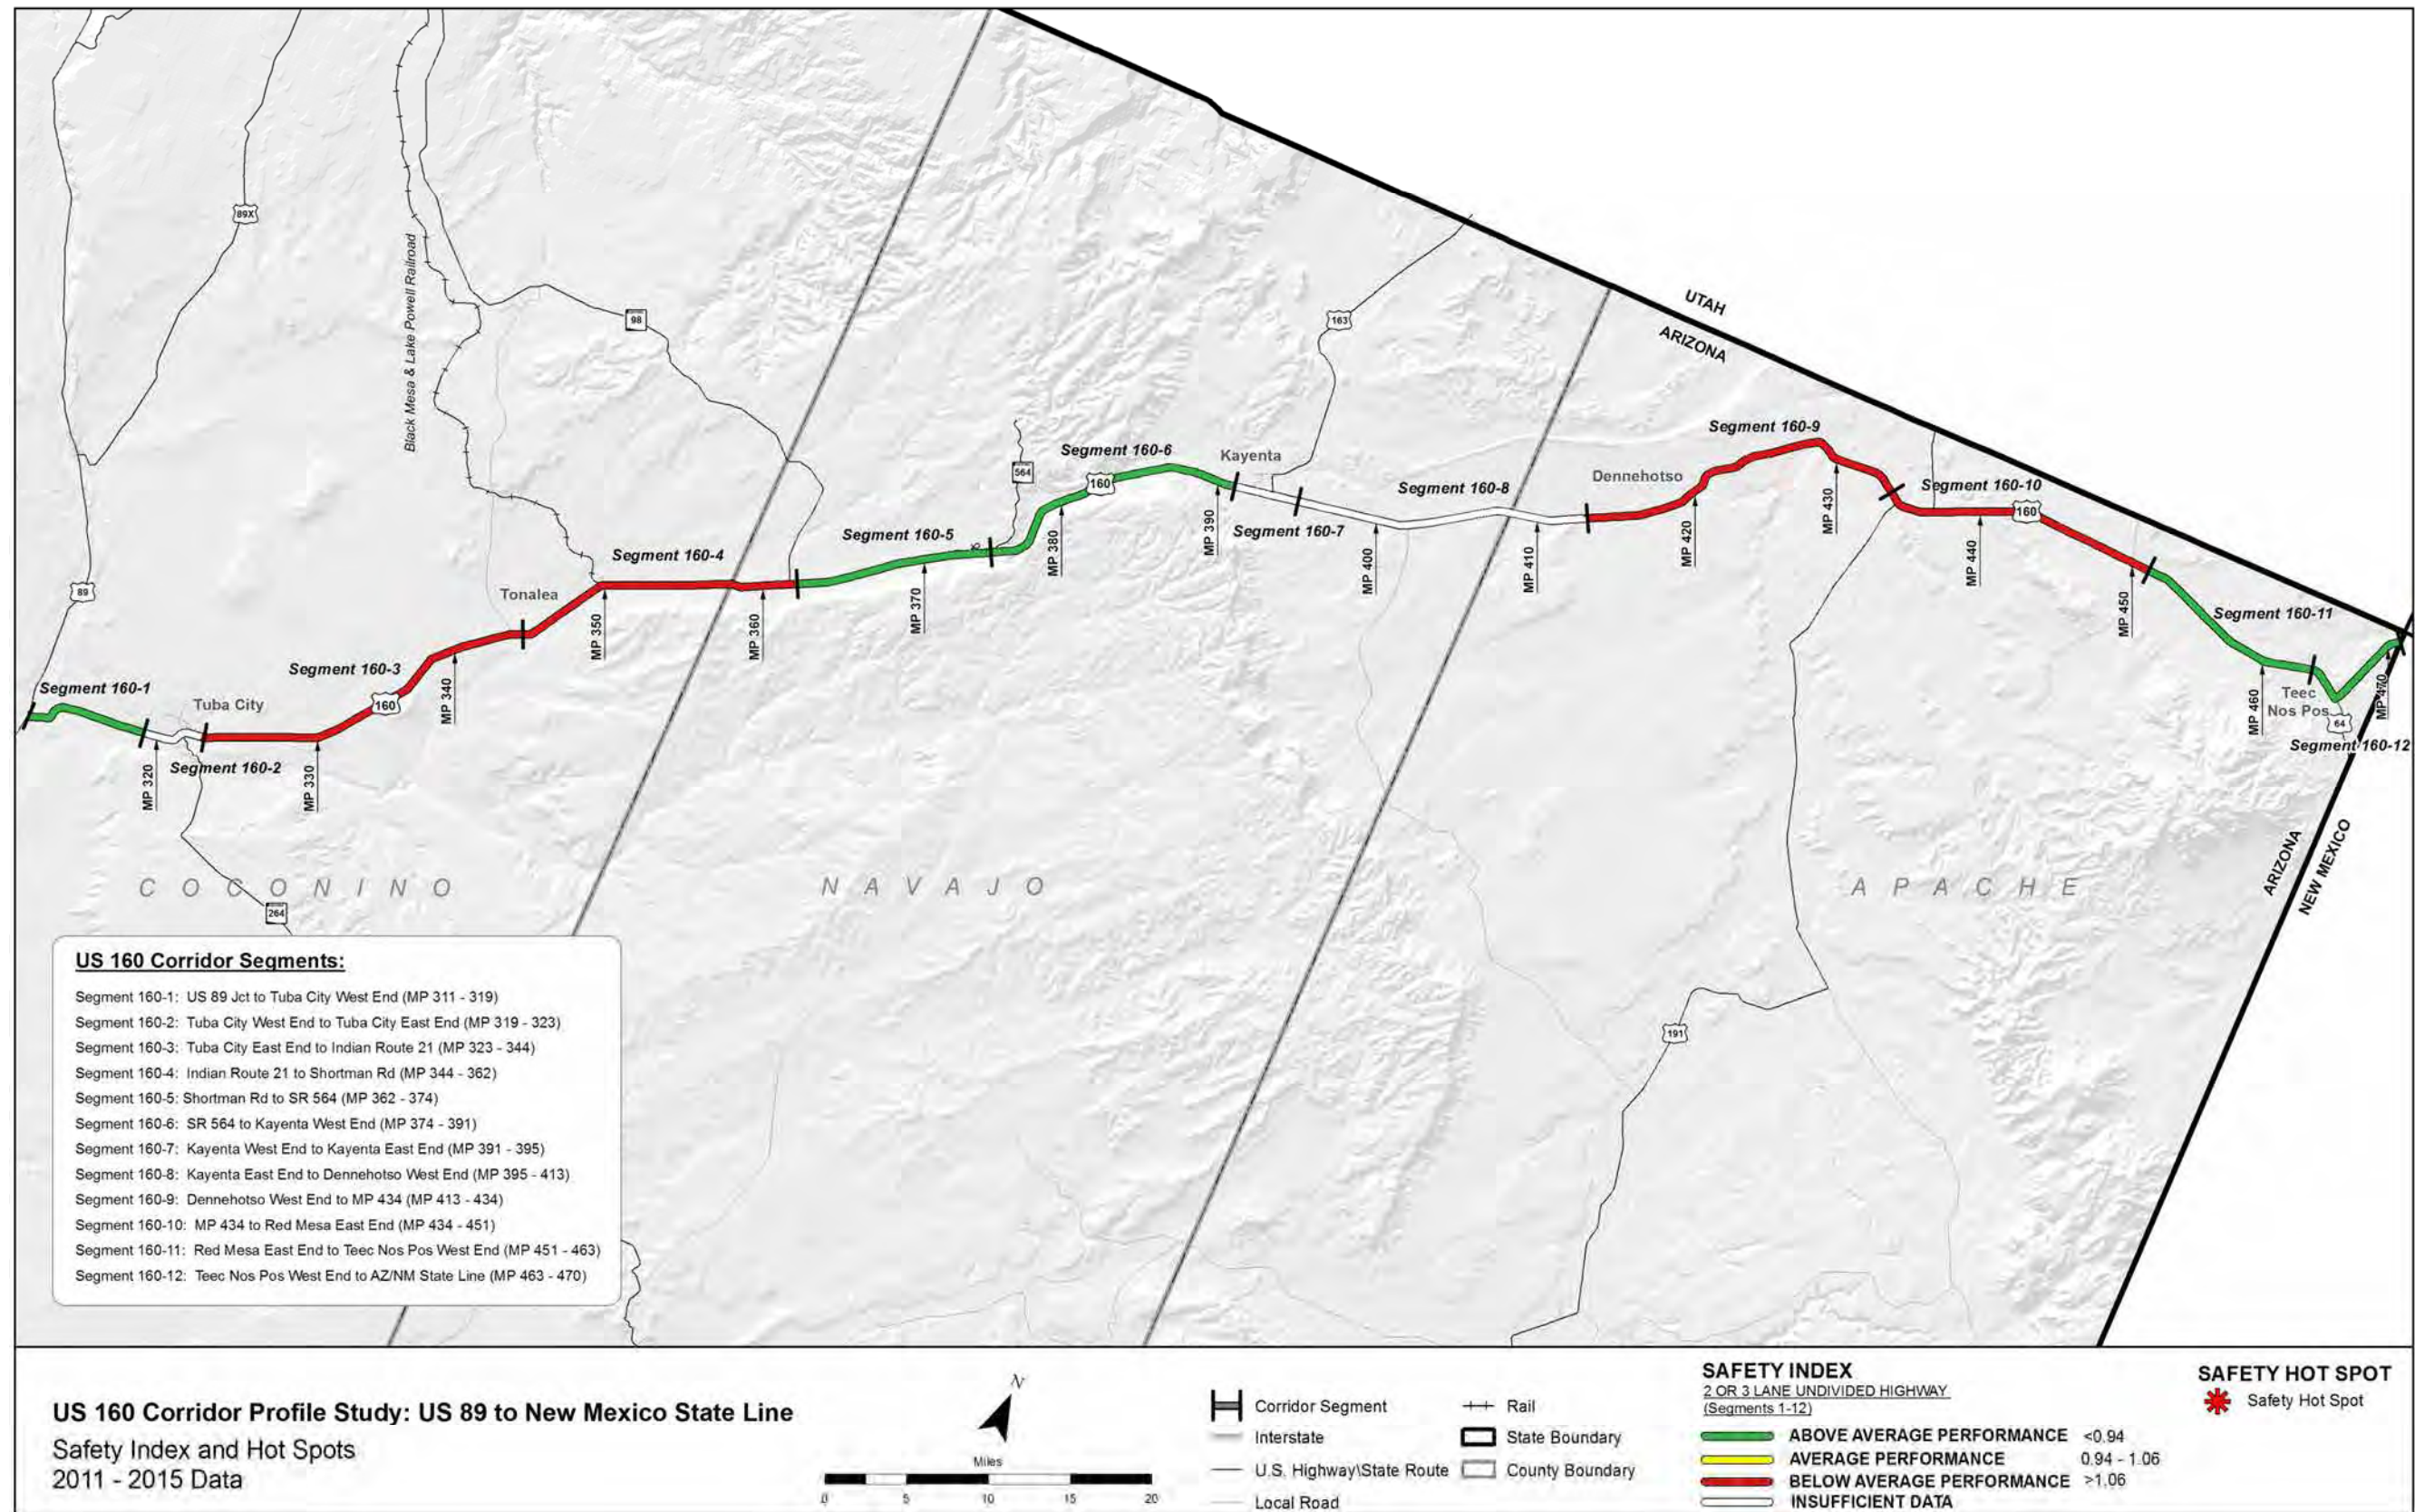 89X
Black Mesa & Lake Powell Railroad
98
163
UTAH
ARIZONA
89
564
Segment 160-6
Kayenta
Segment 160-9
Dennehotso
Segment 160-8
Segment 160-10
160
160
Segment 160-5
Segment 160-7
Segment 160-4
Tonalea
MP 380
MP 390
MP 400
MP 410
MP 420
MP 430
MP 440
MP 450
MP 350
MP 360
MP 370
Segment 160-11
Segment 160-3
Segment 160-1
Tuba City
160
MP 340
Segment 160-2
MP 320
MP 330
MP 460
Teec
Nos Pos
64
MP 470
Segment 160-12
ARIZONA
NEW MEXICO
COCONINO
NAVAJO
APACHE
264
191
US 160 Corridor Segments:
Segment 160-1: US 89 Jct to Tuba City West End (MP 311 - 319)
Segment 160-2: Tuba City West End to Tuba City East End (MP 319 - 323)
Segment 160-3: Tuba City East End to Indian Route 21 (MP 323 - 344)
Segment 160-4: Indian Route 21 to Shortman Rd (MP 344 - 362)
Segment 160-5: Shortman Rd to SR 564 (MP 362 - 374)
Segment 160-6: SR 564 to Kayenta West End (MP 374 - 391)
Segment 160-7: Kayenta West End to Kayenta East End (MP 391 - 395)
Segment 160-8: Kayenta East End to Dennehotso West End (MP 395 - 413)
Segment 160-9: Dennehotso West End to MP 434 (MP 413 - 434)
Segment 160-10: MP 434 to Red Mesa East End (MP 434 - 451)
Segment 160-11: Red Mesa East End to Teec Nos Pos West End (MP 451 - 463)
Segment 160-12: Teec Nos Pos West End to AZ/NM State Line (MP 463 - 470)
US 160 Corridor Profile Study: US 89 to New Mexico State Line
Safety Index and Hot Spots
2011 - 2015 Data
N
Miles
0 5 10 15 20
Corridor Segment
Interstate
U.S. Highway\State Route
Local Road
Rail
State Boundary
County Boundary
SAFETY INDEX
2 OR 3 LANE UNDIVIDED HIGHWAY
(Segments 1-12)
ABOVE AVERAGE PERFORMANCE <0.94
AVERAGE PERFORMANCE 0.94 - 1.06
BELOW AVERAGE PERFORMANCE >1.06
INSUFFICIENT DATA
SAFETY HOT SPOT
Safety Hot Spot